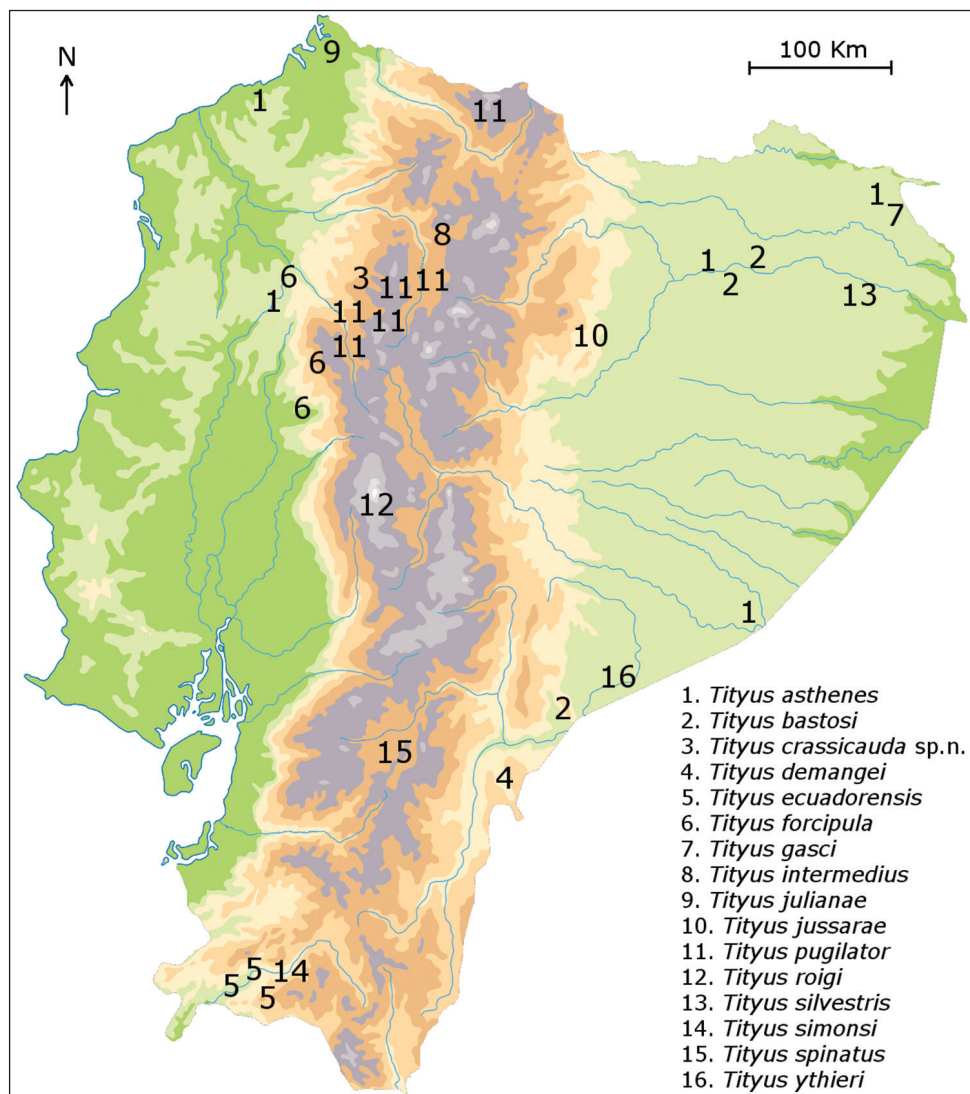 N
100 Km
9
1
11
1
7
8
1
2
6
3
11
11
2
13
1
11
11
10
11
6
6
12
1
16
2
15
4
5
14
5
5
1. Tityus asthenes
2. Tityus bastosi
3. Tityus crassicauda sp.n.
4. Tityus demangei
5. Tityus ecuadorensis
6. Tityus forcipula
7. Tityus gasci
8. Tityus intermedius
9. Tityus julianae
10. Tityus jussarae
11. Tityus pugilator
12. Tityus roigi
13. Tityus silvestris
14. Tityus simonsi
15. Tityus spinatus
16. Tityus ythieri